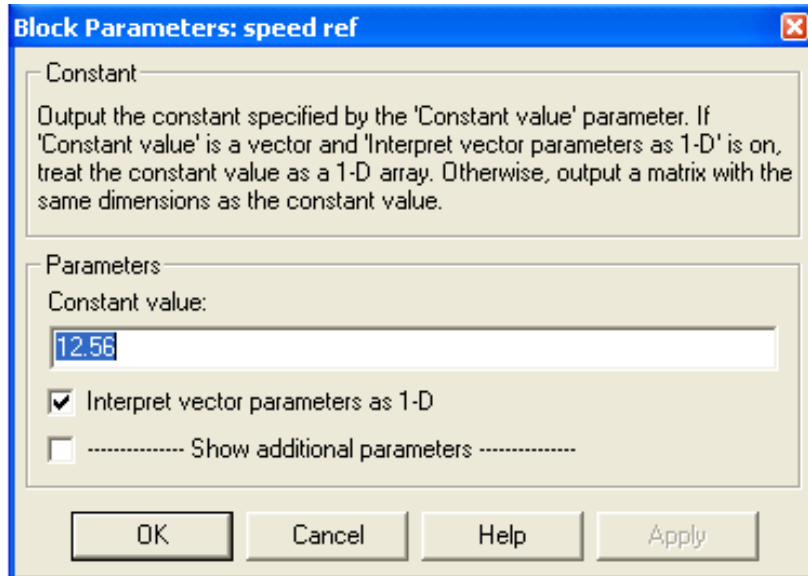 Block Parameters: speed ref
Constant
Output the constant specified by the 'Constant value' parameter. If
'Constant value' is a vector and 'Interpret vector parameters as 1-D' is on,
treat the constant value as a 1-D array. Otherwise, output a matrix with the
same dimensions as the constant value.
Parameters
Constant value:
12.56
Interpret vector parameters as 1-D
--------------- Show additional parameters ---------------
OK Cancel Help Apply